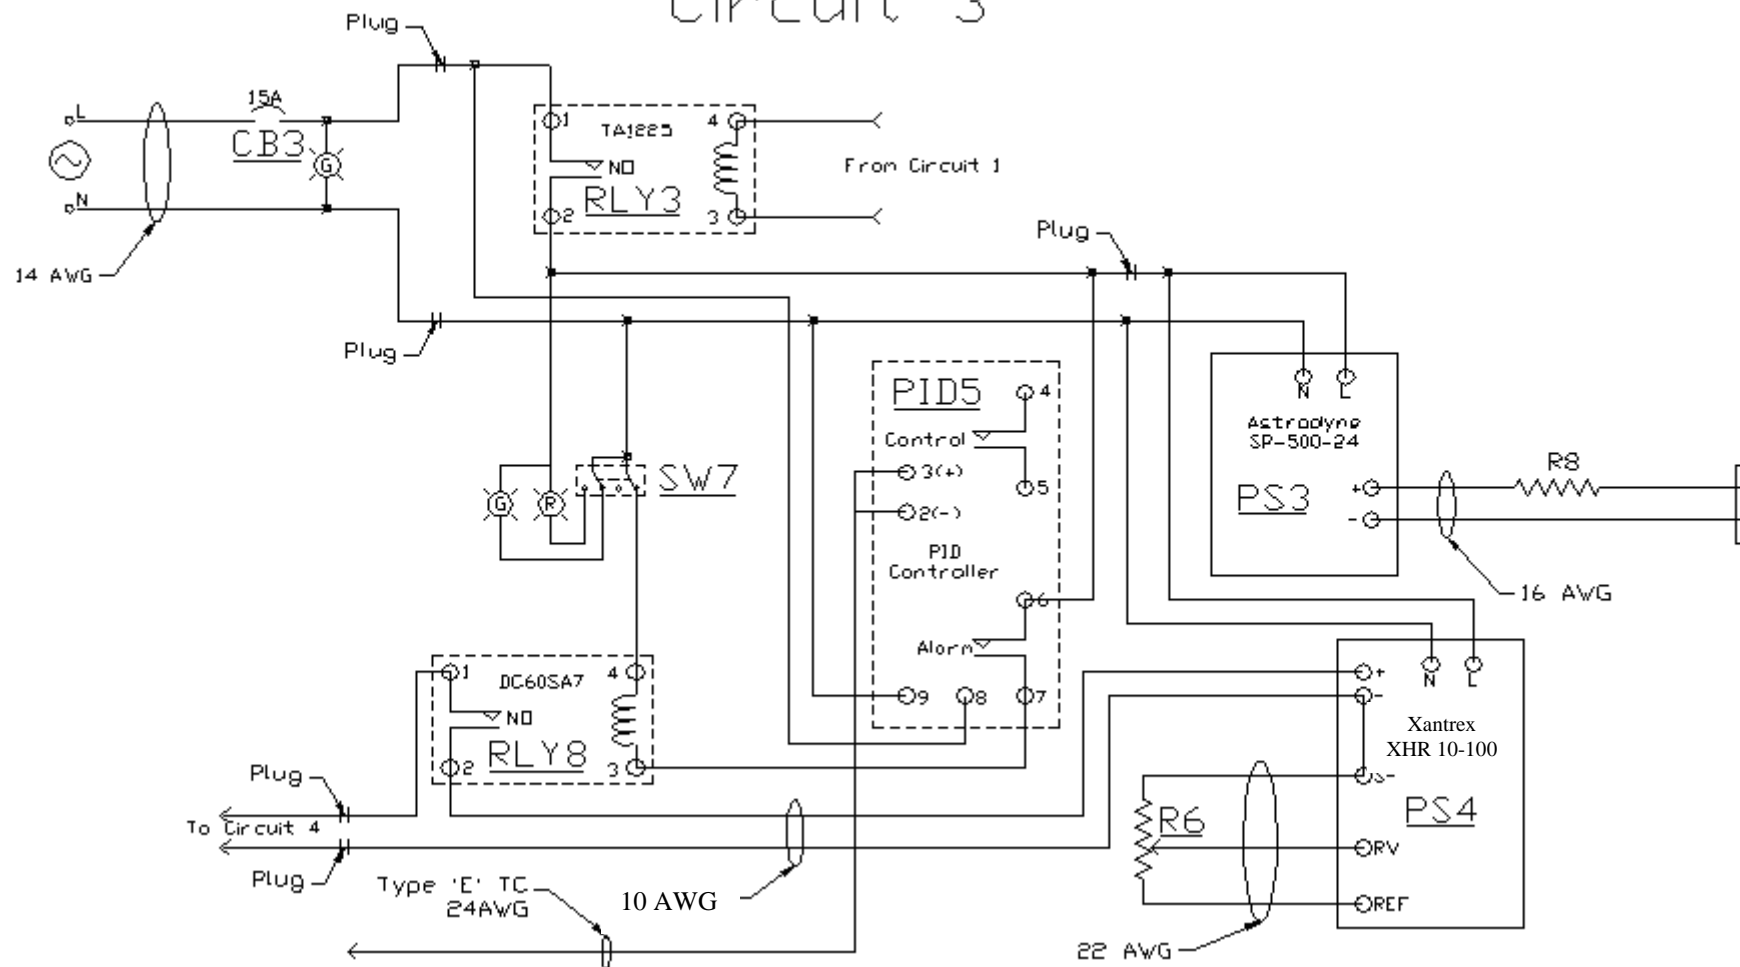 Circuit 3
Plug
L
15A
CB3
G
N
14 AWG
1
TA1225
4
NO
RLY3
2
3
From Circuit 1
Plug
Plug
PID5
4
Control
3(+)
5
2(-)
PID
Controller
6
Alarm
9
8
7
N
L
Astrodyne
SP-500-24
PS3
+
-
R8
16 AWG
G
R
SW7
1
DC60SA7
4
NO
RLY8
2
3
+
-
N
L
Xantrex
XHR 10-100
S-
PS4
R6
RV
REF
22 AWG
Plug
To Circuit 4
Plug
Type 'E' TC
24AWG
10 AWG